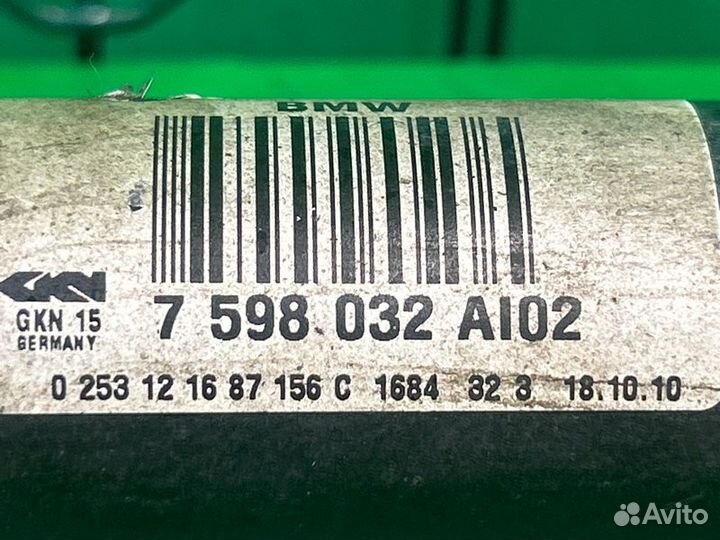 BMW
GKN
7 598 032 AI02
GKN 15
GERMANY
0 253 12 16 87 156 C 1684 32 3 18.10.10
Avito